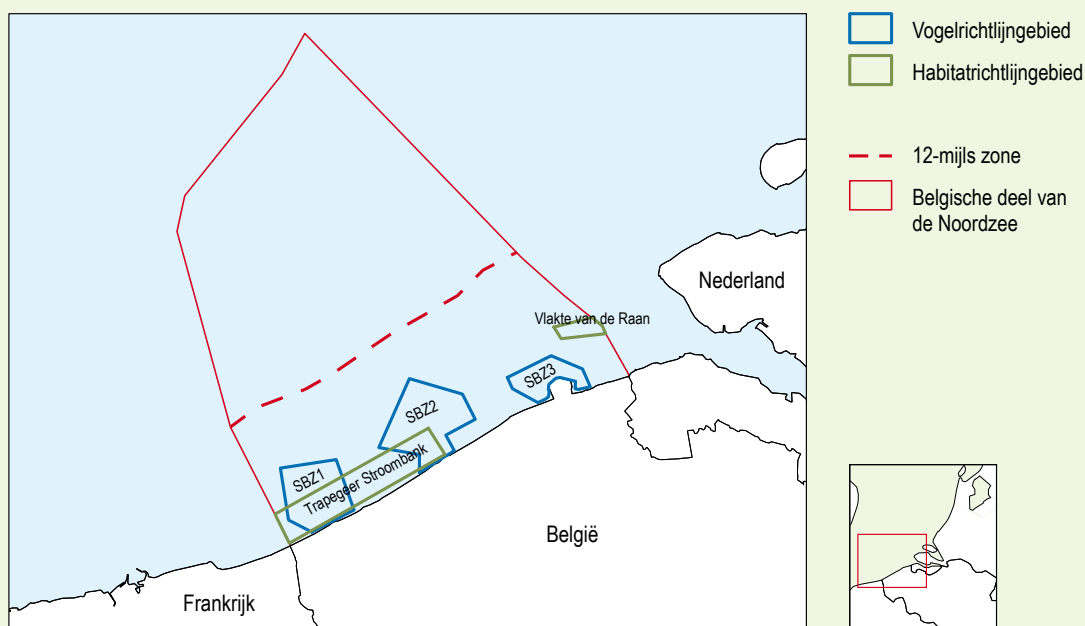 Vogelrichtlijngebied
Habitatrichtlijngebied
12-mijls zone
Belgische deel van
de Noordzee
Nederland
Vlakte van de Raan
SBZ3
SBZ2
SBZ1
Trapegeer Stroombank
België
Frankrijk